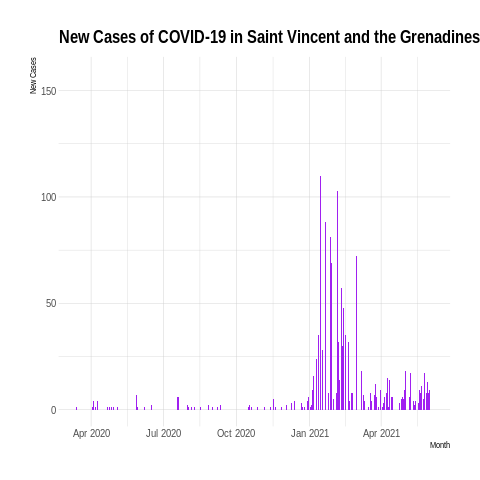 New Cases of COVID-19 in Saint Vincent and the Grenadines
New Cases
150
100
50
0
Apr 2020 Jul 2020 Oct 2020 Jan 2021 Apr 2021
Month